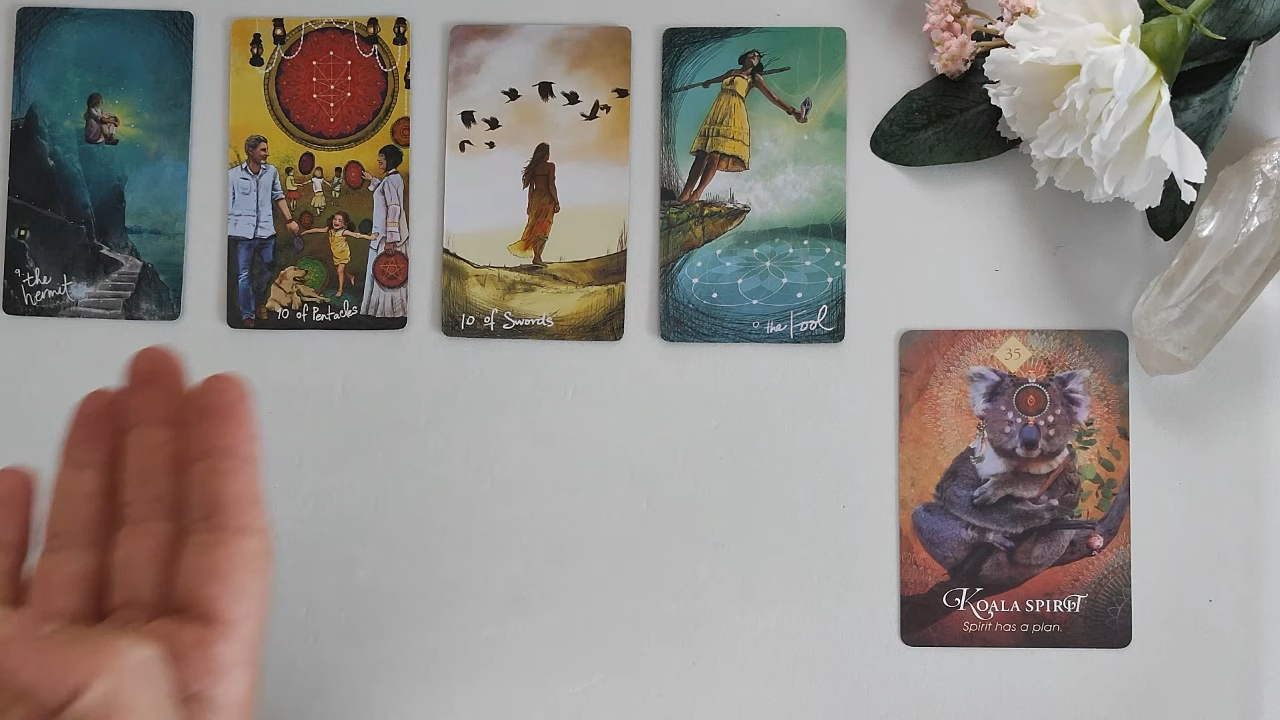 9. the
hermit
10 of Pentacles
10 of Swords
0 the Fool
35
KOALA SPIRIT
Spirit has a plan.